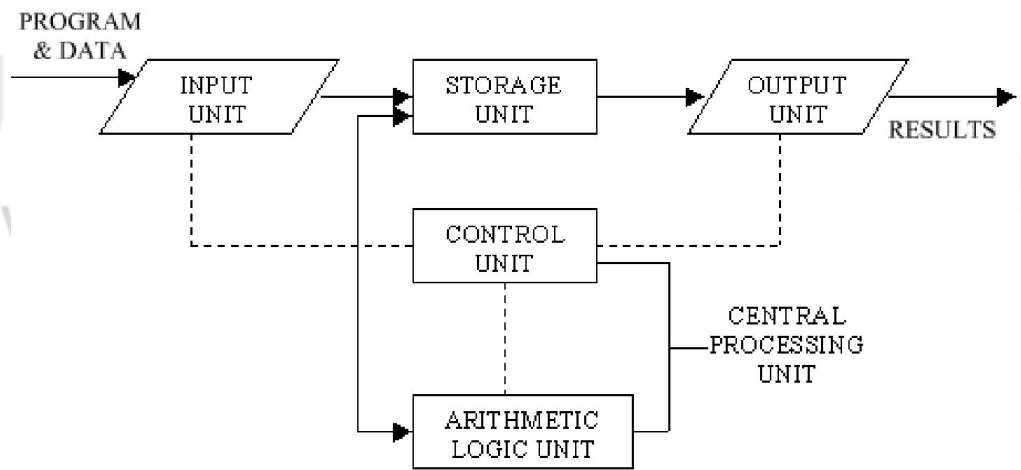 PROGRAM
& DATA
INPUT
UNIT
STORAGE
UNIT
OUTPUT
UNIT
RESULTS
CONTROL
UNIT
CENTRAL
PROCESSING
UNIT
ARITHMETIC
LOGIC UNIT